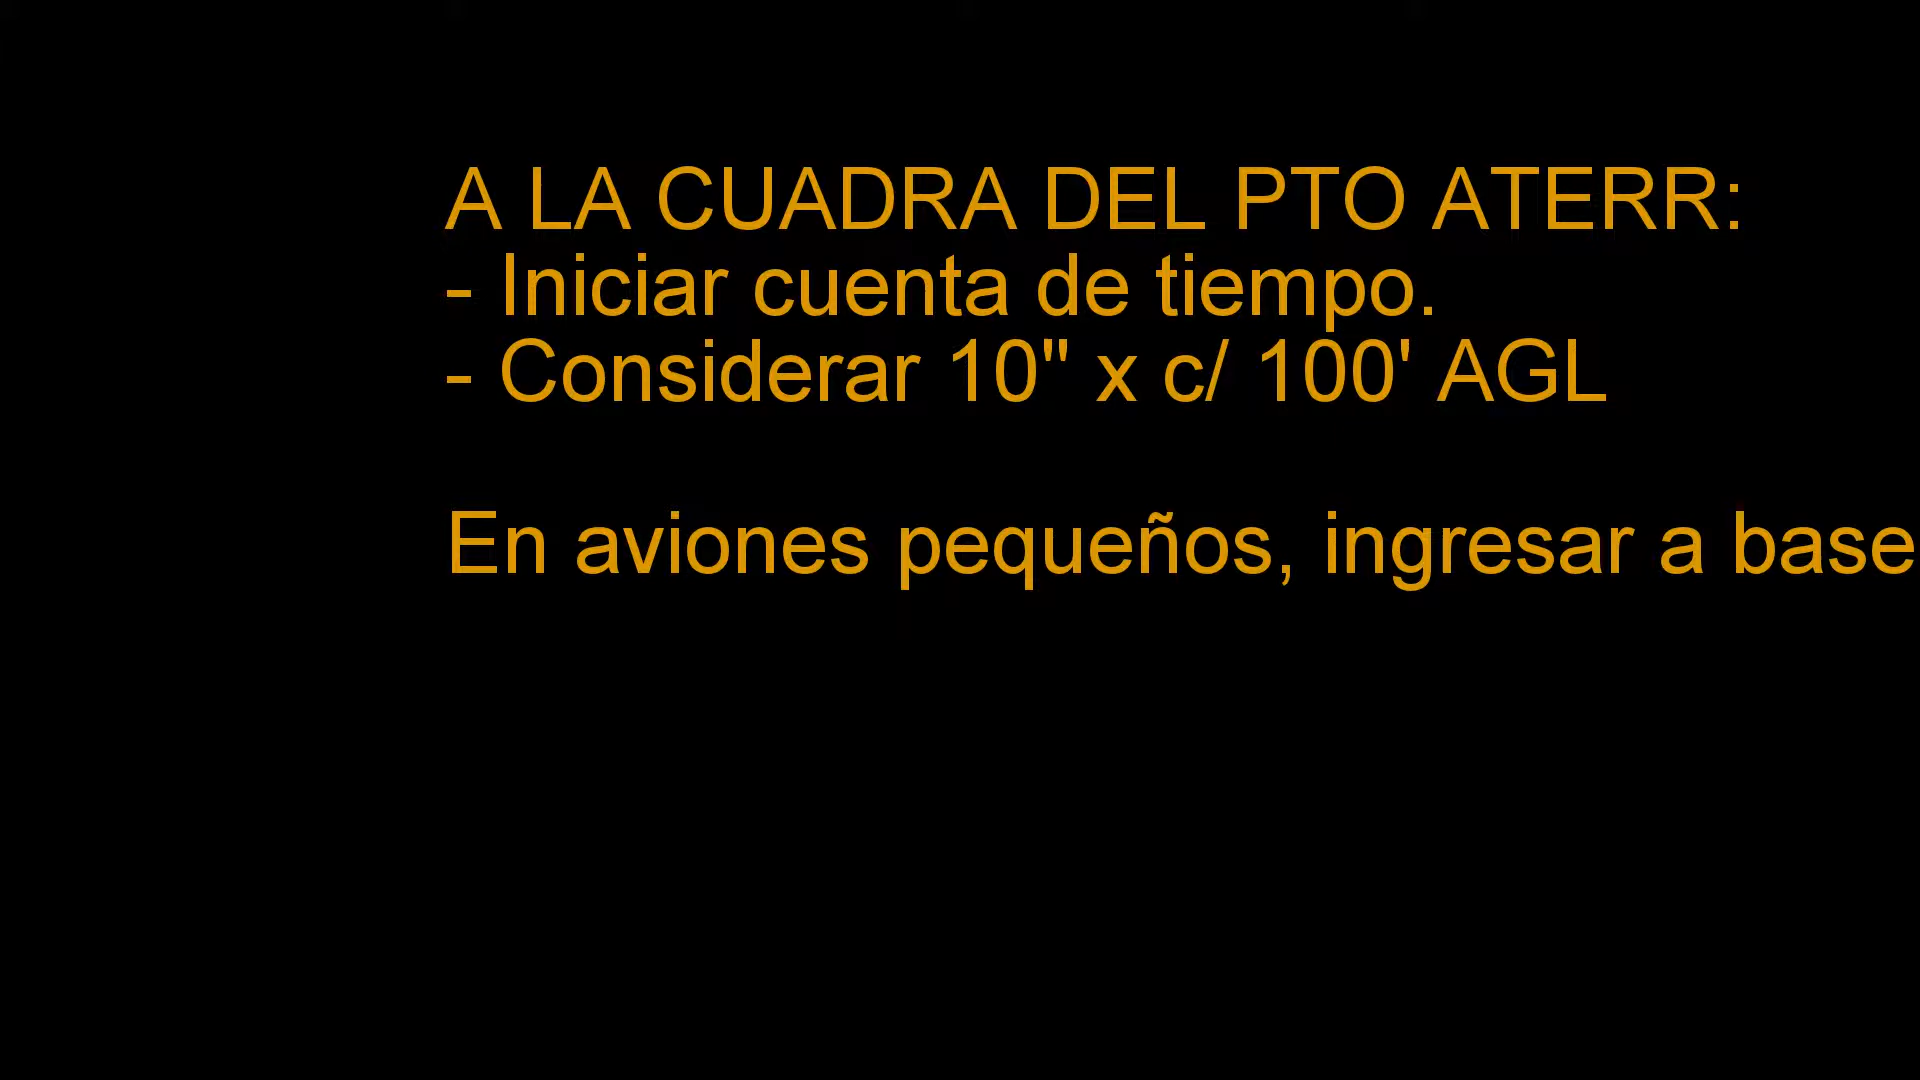 A LA CUADRA DEL PTO ATERR:
- Iniciar cuenta de tiempo.
- Considerar 10" x c/ 100' AGL
En aviones pequeños, ingresar a base